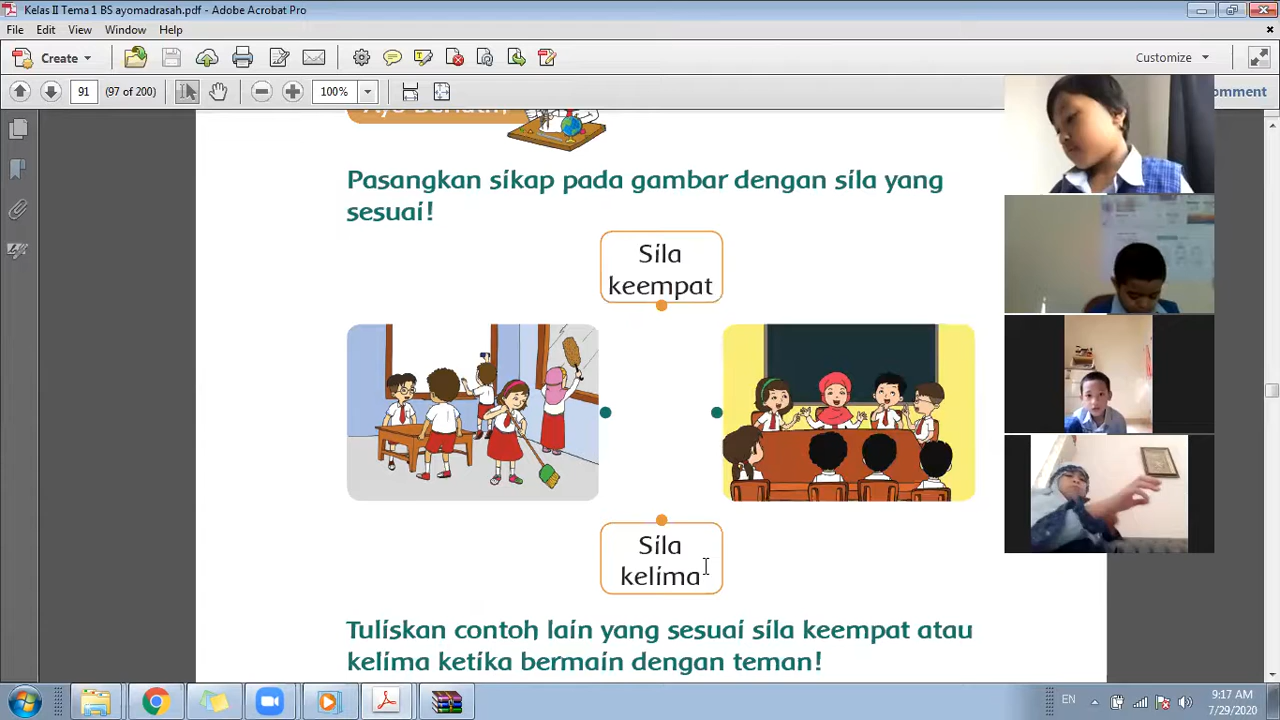 Kelas II Tema 1 BS ayomadrasah.pdf - Adobe Acrobat Pro
File Edit View Window Help
Create
Customize
91 (97 of 200) 100% omment
Pasangkan sikap pada gambar dengan sila yang
sesuai!
Sila
keempat
Sila
kelima
Tuliskan contoh lain yang sesuai sila keempat atau
kelima ketika bermain dengan teman!
EN
9:17 AM
7/29/2020